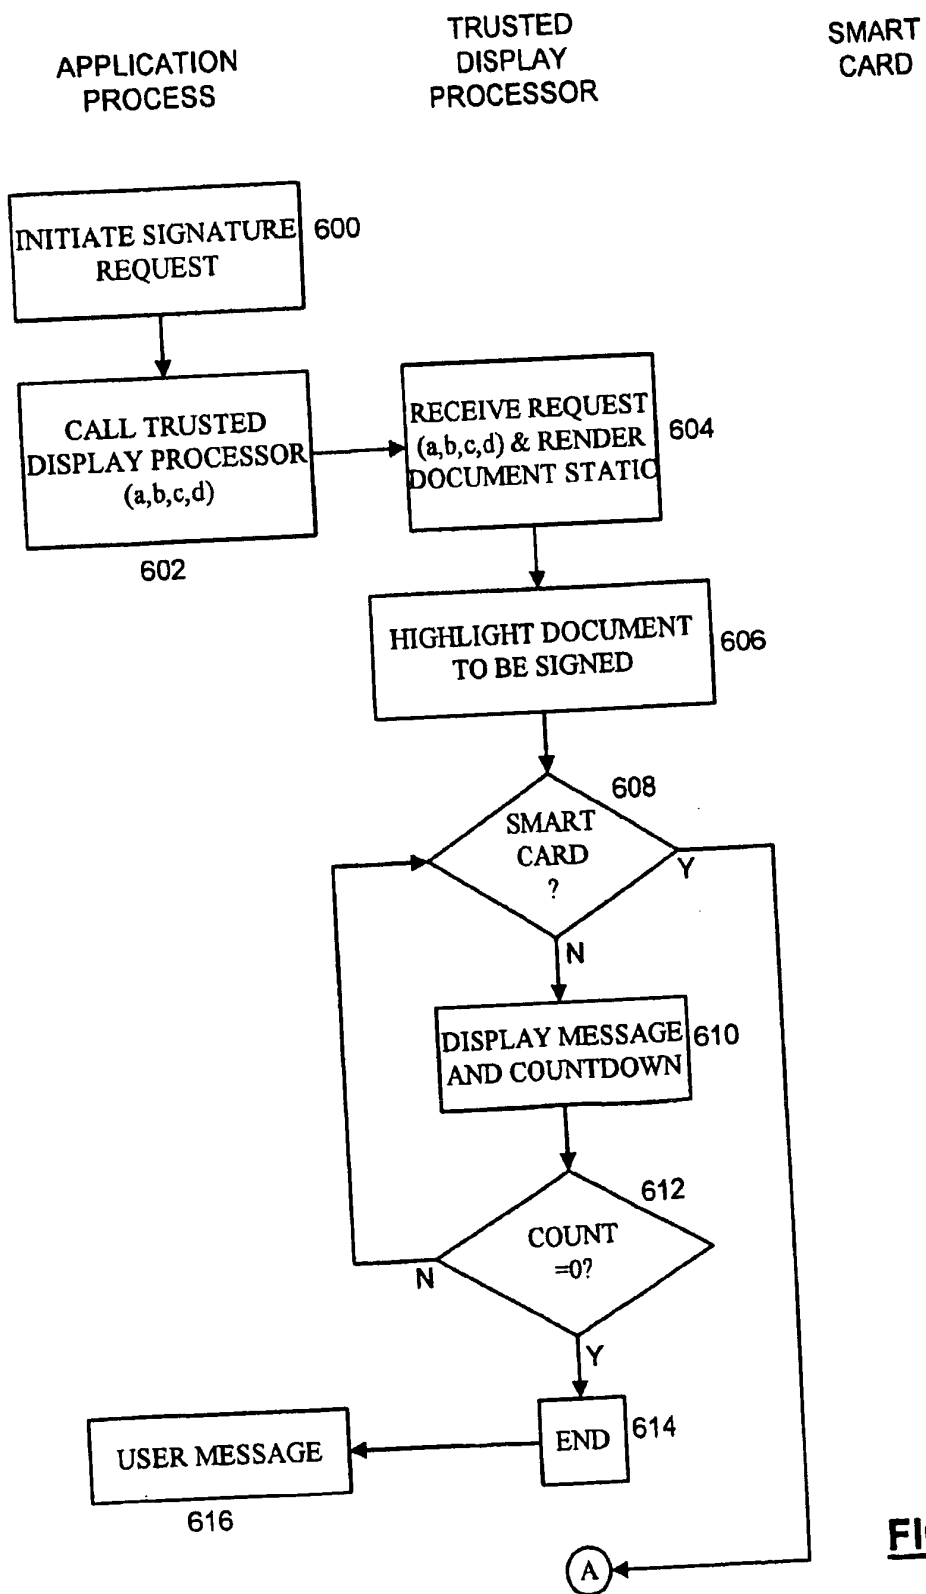 APPLICATION
PROCESS
TRUSTED
DISPLAY
PROCESSOR
SMART
CARD
INITIATE SIGNATURE
REQUEST
600
CALL TRUSTED
DISPLAY PROCESSOR
(a,b,c,d)
602
RECEIVE REQUEST
(a,b,c,d) & RENDER
DOCUMENT STATIC
604
HIGHLIGHT DOCUMENT
TO BE SIGNED
606
608
SMART
CARD
?
Y
N
DISPLAY MESSAGE
AND COUNTDOWN
610
612
COUNT
=0?
N
Y
END
614
USER MESSAGE
616
A